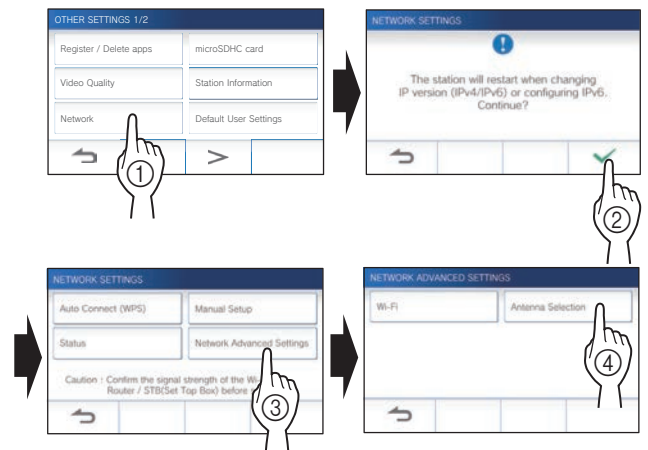 OTHER SETTINGS 1/2
Register / Delete apps
microSDHC card
Video Quality
Station Information
Network
Default User Settings
>
1
NETWORK SETTINGS
!
The station will restart when changing
IP version (IPv4/IPv6) or configuring IPv6.
Continue?
2
NETWORK SETTINGS
Auto Connect (WPS)
Manual Setup
Status
Network Advanced Settings
Caution : Confirm the signal strength of the
Router / STB(Set Top Box) before
3
NETWORK ADVANCED SETTINGS
Wi-Fi
Antenna Selection
4